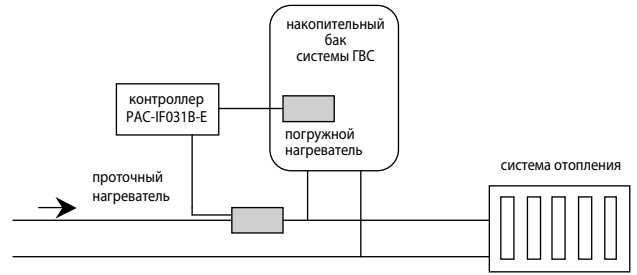 накопительный
бак
системы ГВС
контроллер
PAC-IF031B-E
погружной
нагреватель
проточный
нагреватель
система отопления